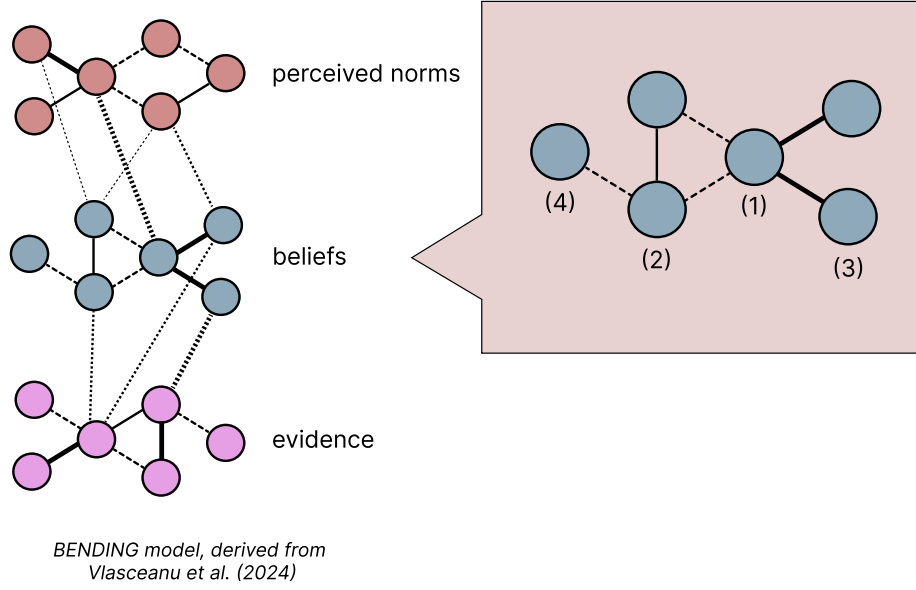 perceived norms
beliefs
evidence
(4)
(2)
(1)
(3)
BENDING model, derived from
Vlasceanu et al. (2024)